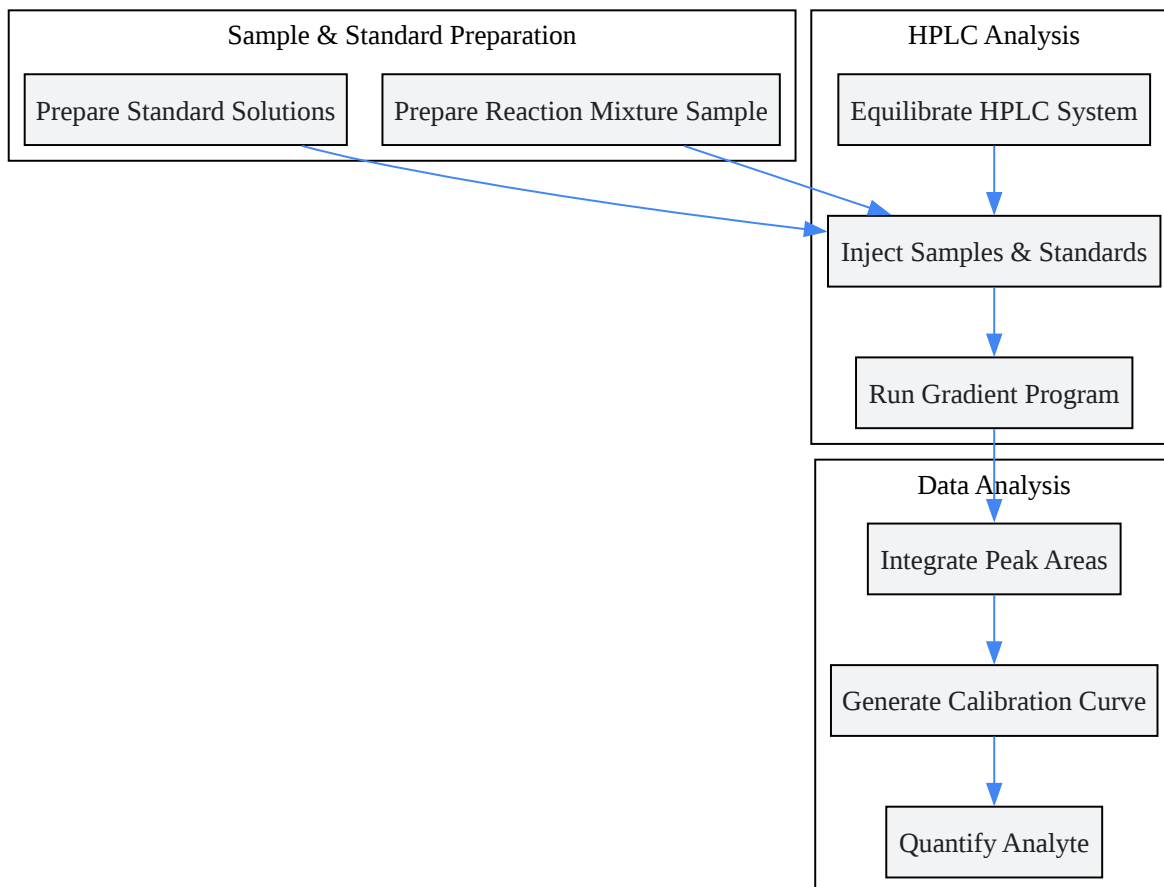 Sample & Standard Preparation
Prepare Standard Solutions
Prepare Reaction Mixture Sample
HPLC Analysis
Equilibrate HPLC System
Inject Samples & Standards
Run Gradient Program
Data Analysis
Integrate Peak Areas
Generate Calibration Curve
Quantify Analyte